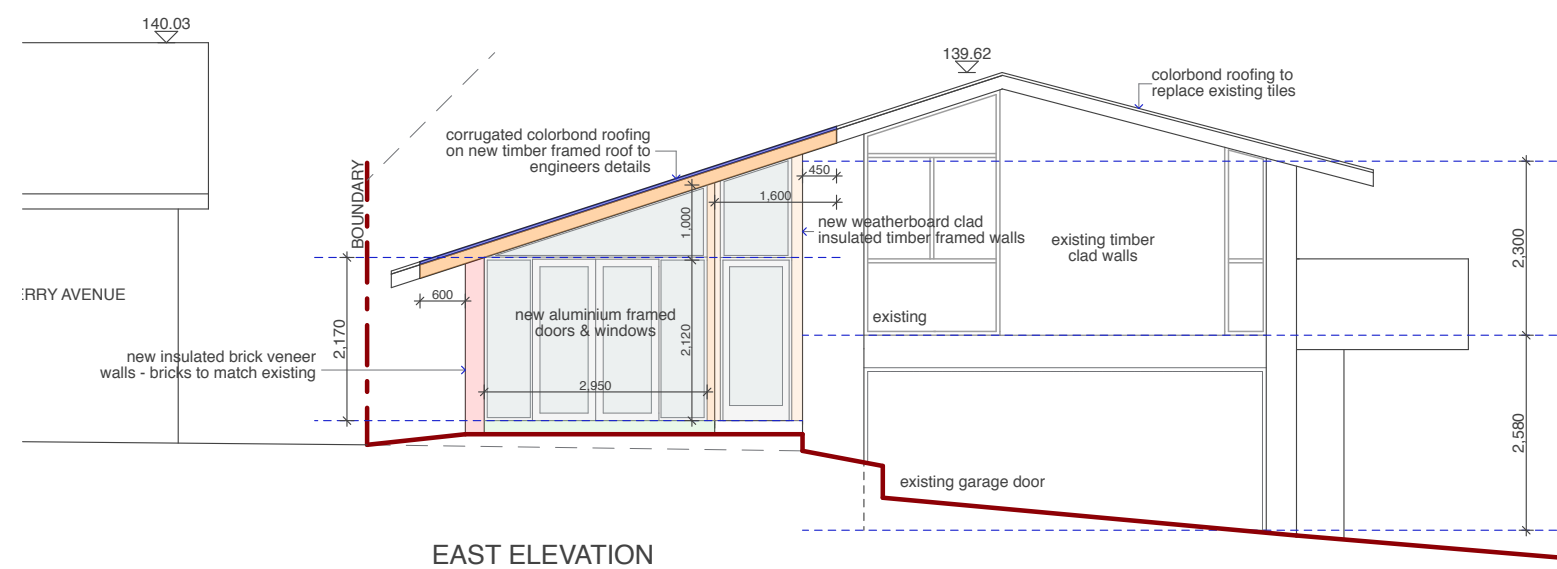 140.03
139.62
colorbond roofing to
replace existing tiles
corrugated colorbond roofing
on new timber framed roof to
engineers details
BOUNDARY
450
1,600
1,000
new weatherboard clad
insulated timber framed walls
existing timber
clad walls
2,300
ERRY AVENUE
600
new aluminium framed
doors & windows
existing
2,170
2,120
new insulated brick veneer
walls - bricks to match existing
2,950
2,580
existing garage door
EAST ELEVATION